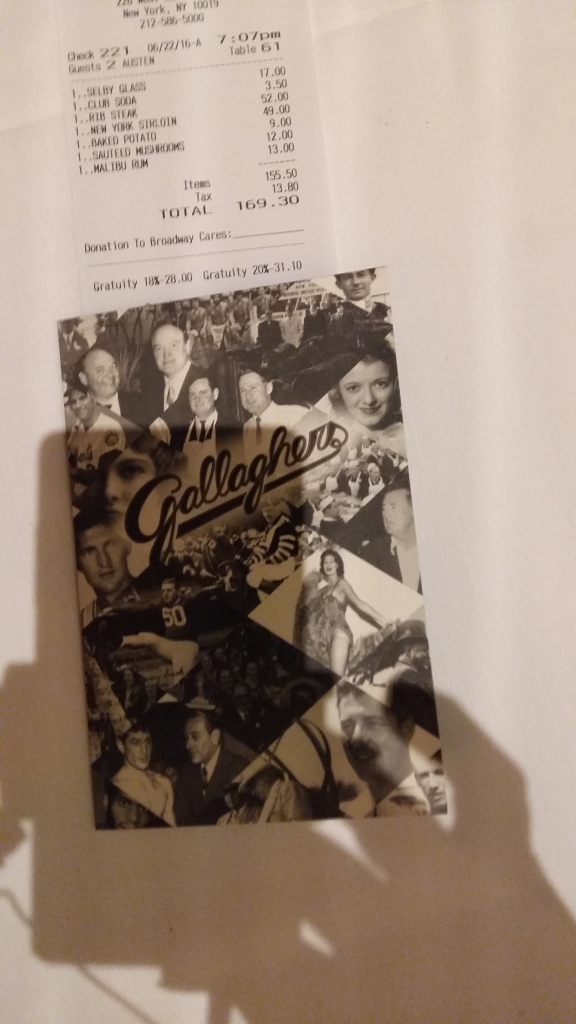 New York, NY 10019
212-586-5000
Check 221 06/22/16-A 7:07pm
Guests 2 AUSTEN Table 61
1..SELBY GLASS 17.00
1..CLUB SODA 3.50
1..RIB STEAK 52.00
1..NEW YORK SIRLOIN 49.00
1..BAKED POTATO 9.00
1..SAUTEED MUSHROOMS 12.00
1..MALIBU RUM 13.00
Items 155.50
Tax 13.80
TOTAL 169.30
Donation To Broadway Cares:
Gratuity 18%-28.00 Gratuity 20%-31.10
Gallaghers
50